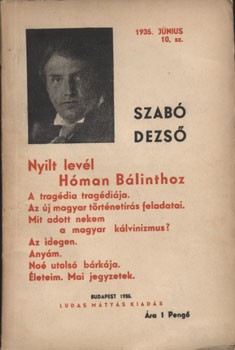 1935. JÚNIUS
10. sz.
SZABÓ
DEZSŐ
Nyilt levél
Hóman Bálinthoz
A tragédia tragédiája.
Az új magyar történetírás feladatai.
Mit adott nekem
a magyar kálvinizmus?
Az idegen.
Anyám.
Noé utolsó bárkája.
Életeim. Mai jegyzetek.
BUDAPEST 1935.
LUDAS MÁTYÁS KIADÁS
Ára 1 Pengő